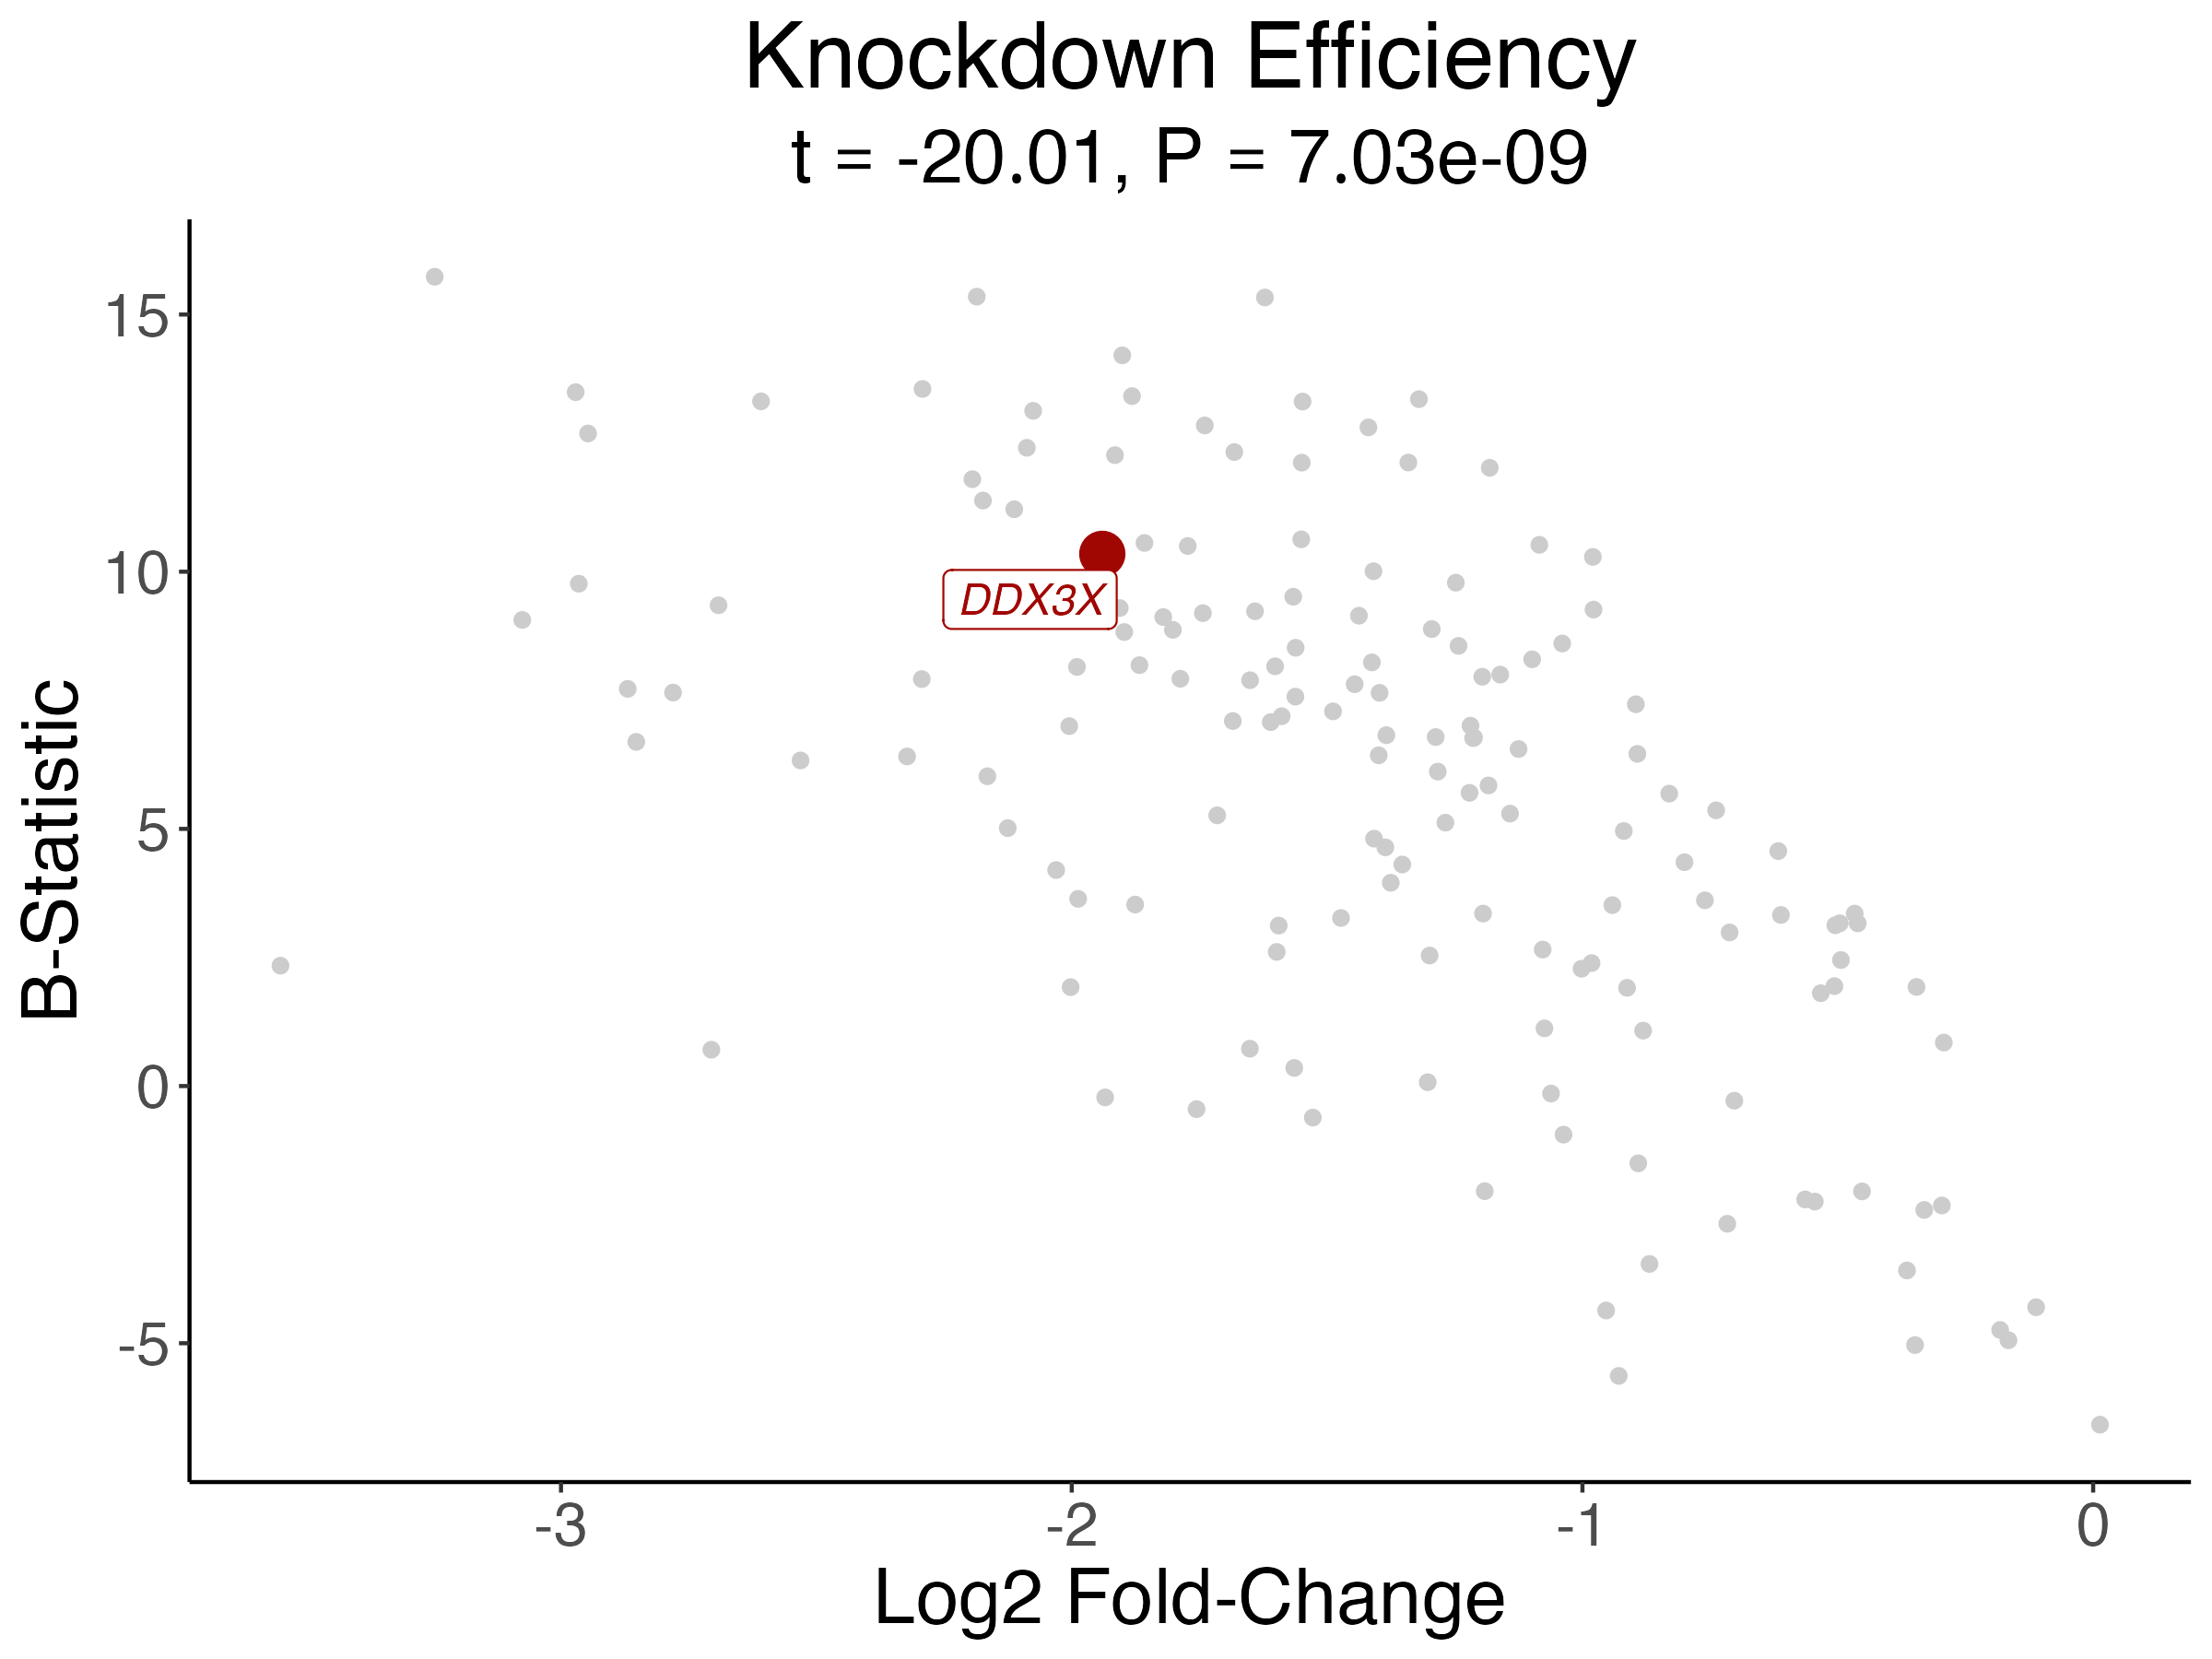 Knockdown Efficiency
t = -20.01, P = 7.03e-09
B-Statistic
15
10
5
0
-5
DDX3X
-3
-2
-1
0
Log2 Fold-Change